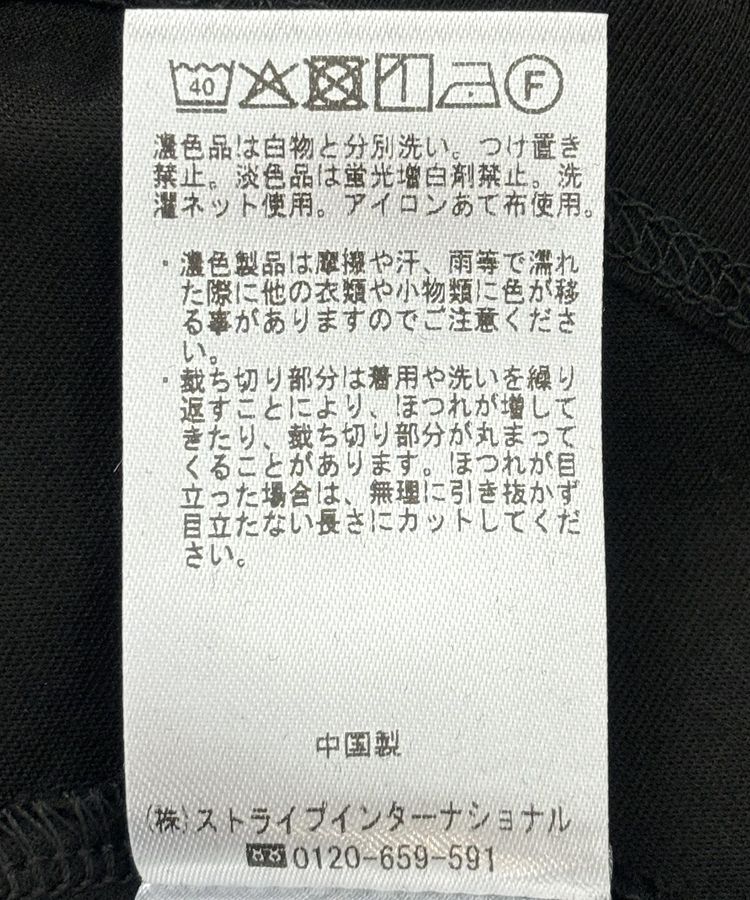 40 F
濃色品は白物と分別洗い。つけ置き
禁止。淡色品は蛍光増白剤禁止。洗
濯ネット使用。アイロンあて布使用。
・濃色製品は摩擦や汗、雨等で濡れ
た際に他の衣類や小物類に色が移
る事がありますのでご注意くださ
い。
・裁ち切り部分は着用や洗いを繰り
返すことにより、ほつれが増して
きたり、裁ち切り部分が丸まって
くることがあります。ほつれが目
立った場合は、無理に引き抜かず
目立たない長さにカットしてくだ
さい。
中国製
(株)ストライプインターナショナル
0120-659-591